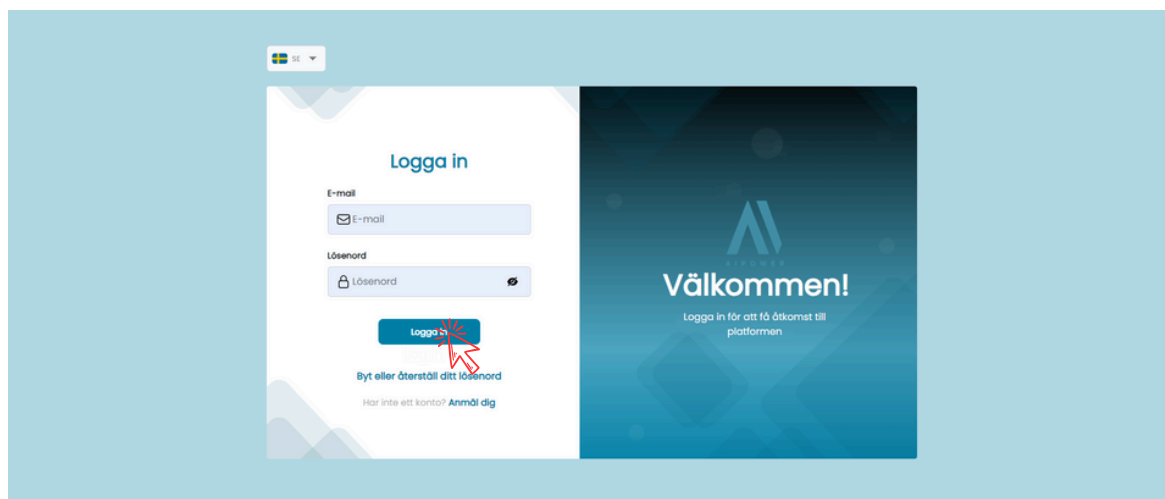 SE
Logga in
E-mail
E-mail
Lösenord
Lösenord
Logga in
Byt eller återställ ditt lösenord
Har inte ett konto? Anmäl dig
AIPOWER
Välkommen!
Logga in för att få åtkomst till
platformen